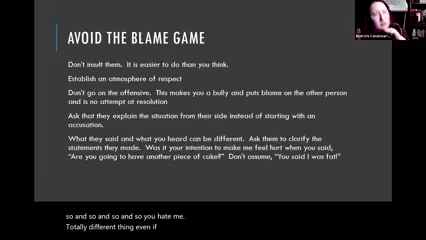 AVOID THE BLAME GAME
Don't insult them. It is easier to do than you think.
Establish an atmosphere of respect
Don't go on the offensive. This makes you a bully and puts blame on the other person
and is no attempt at resolution
Ask that they explain the situation from their side instead of starting with an
accusation.
What they said and what you heard can be different. Ask them to clarify the
statements they made. Was it your intention to make me feel hurt when you said,
"Are you going to have another piece of cake?" Don't assume, "You said I was fat!"
so and so and so and so you hate me.
Totally different thing even if